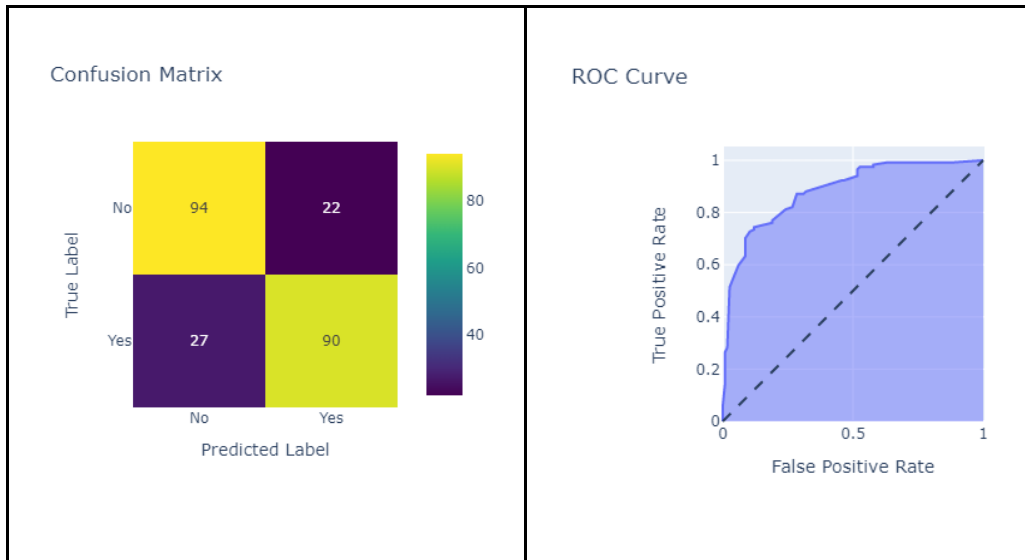 Confusion Matrix
No
94
22
80
True Label
60
40
Yes
27
90
No
Yes
Predicted Label
ROC Curve
1
0.8
0.6
True Positive Rate
0.4
0.2
0
0
0.5
1
False Positive Rate